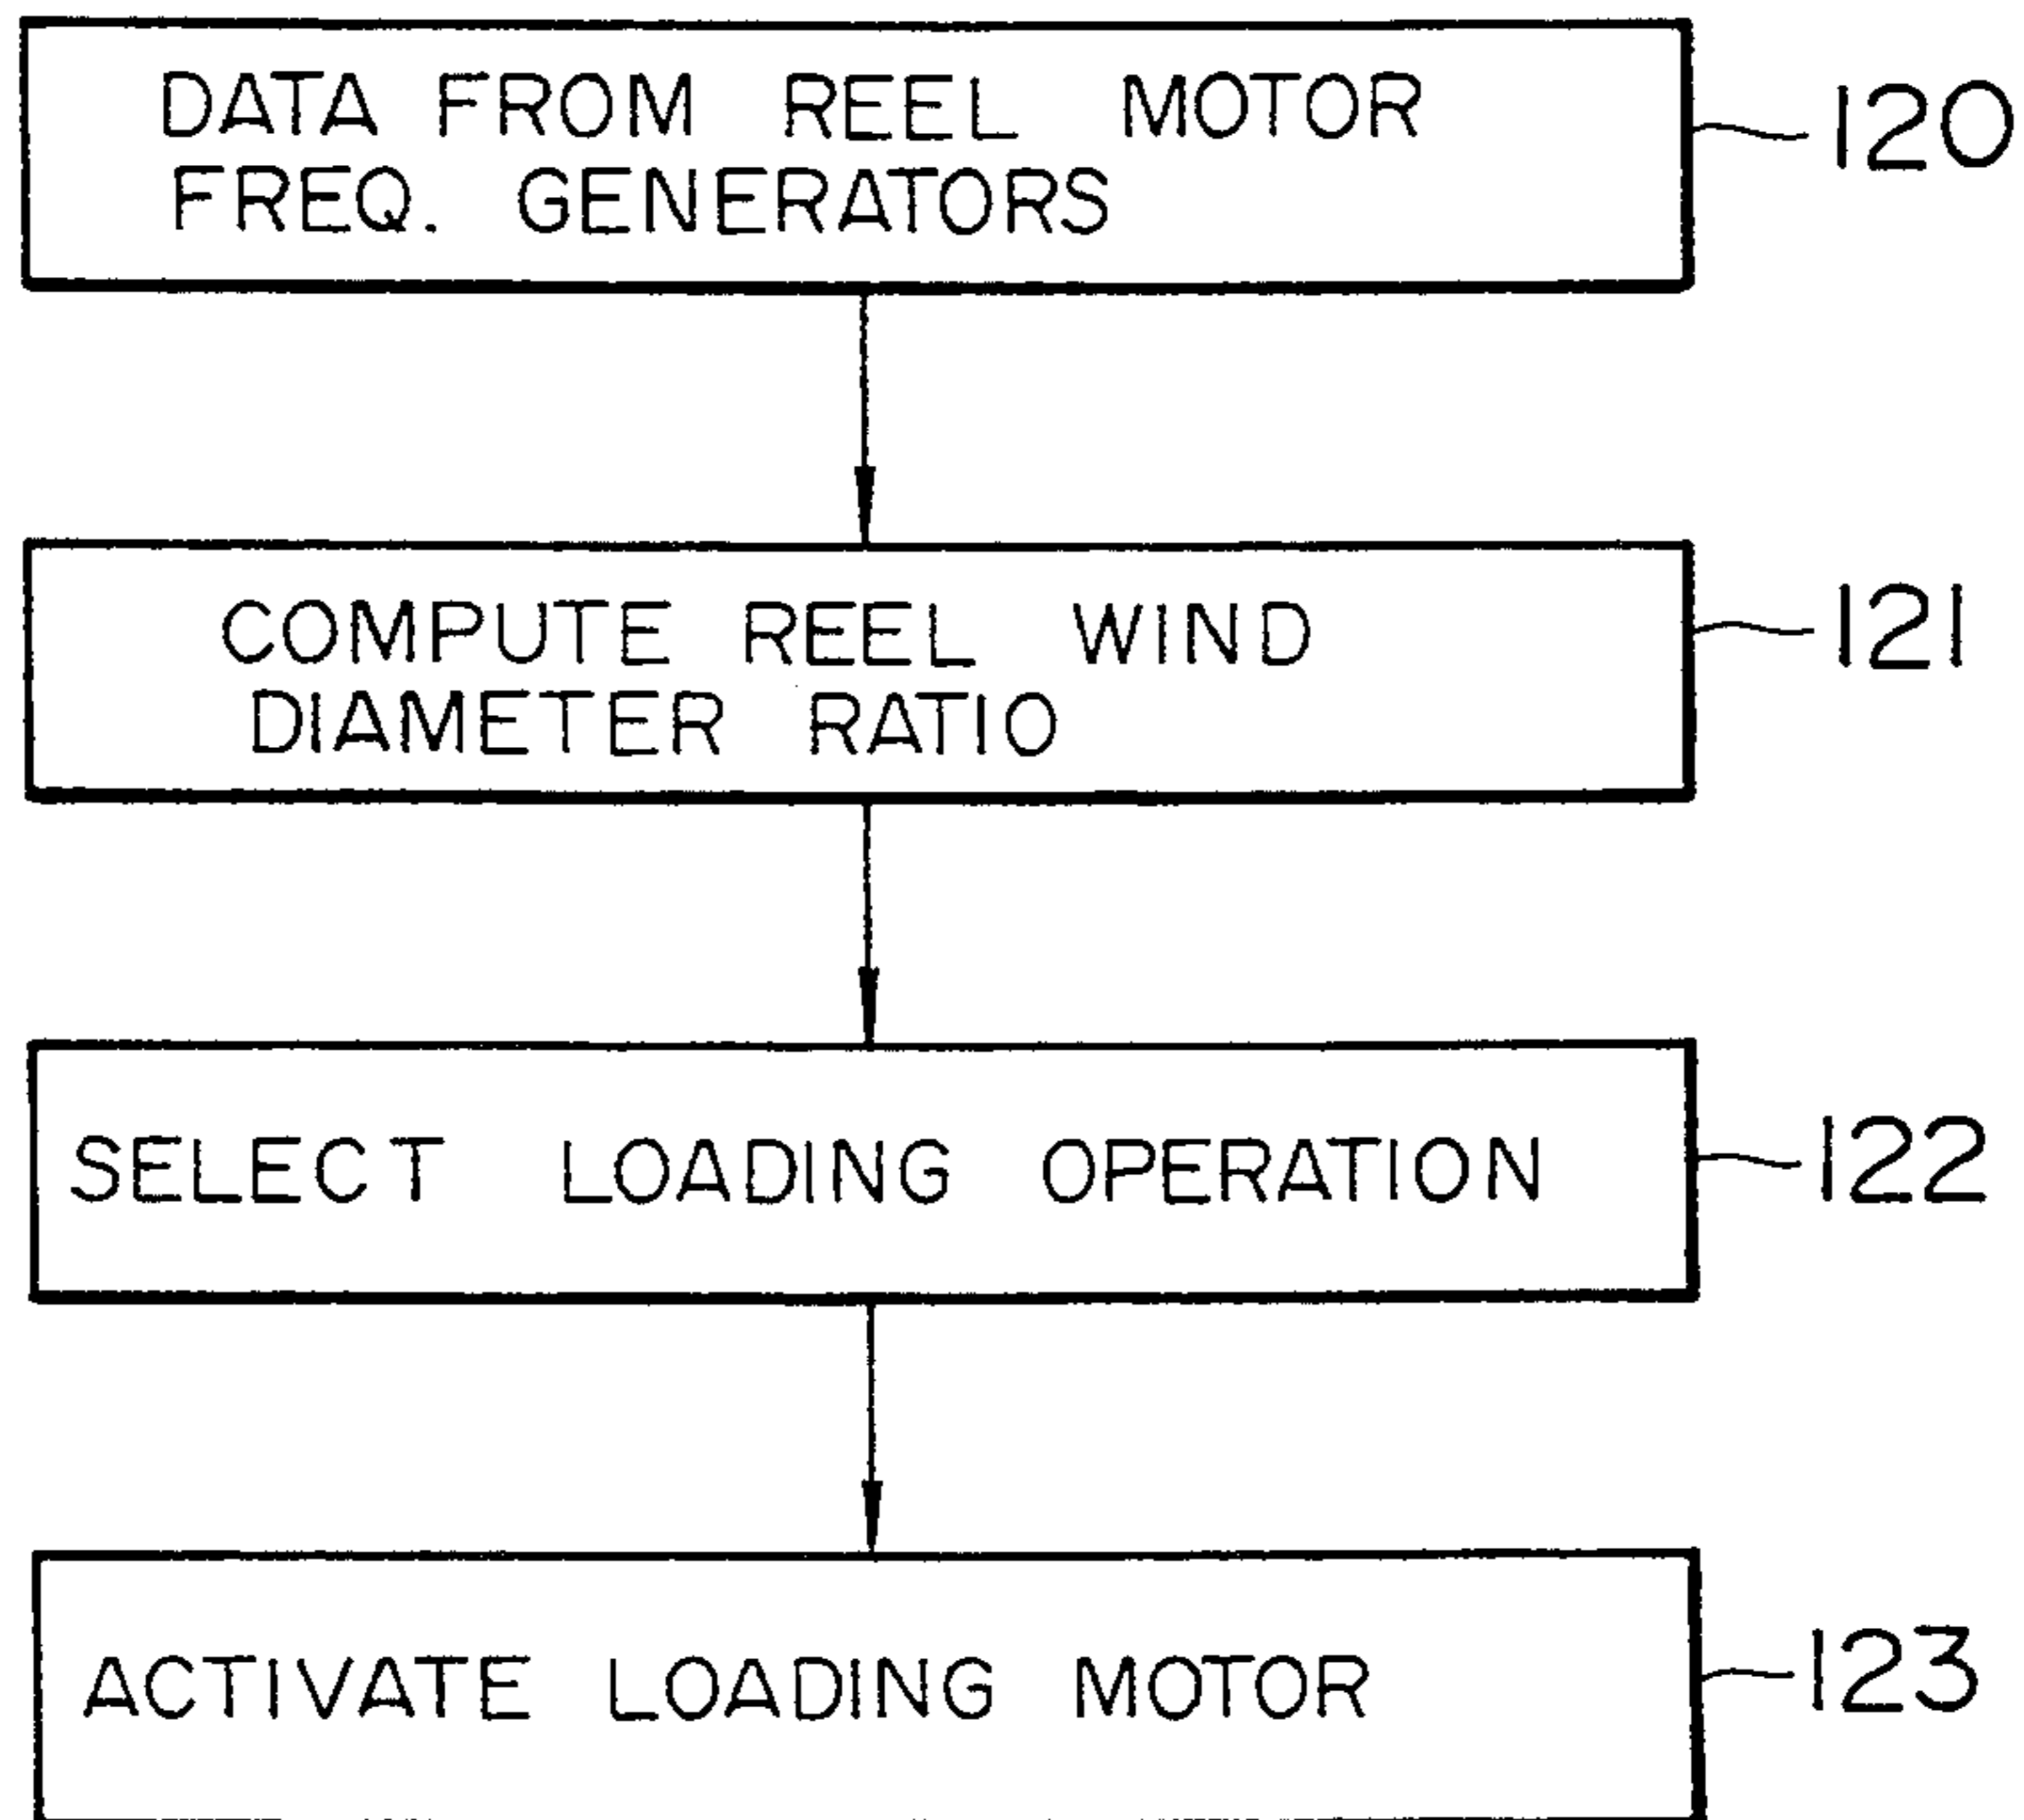 DATA FROM REEL MOTOR
FREQ. GENERATORS
120
COMPUTE REEL WIND
DIAMETER RATIO
121
SELECT LOADING OPERATION
122
ACTIVATE LOADING MOTOR
123